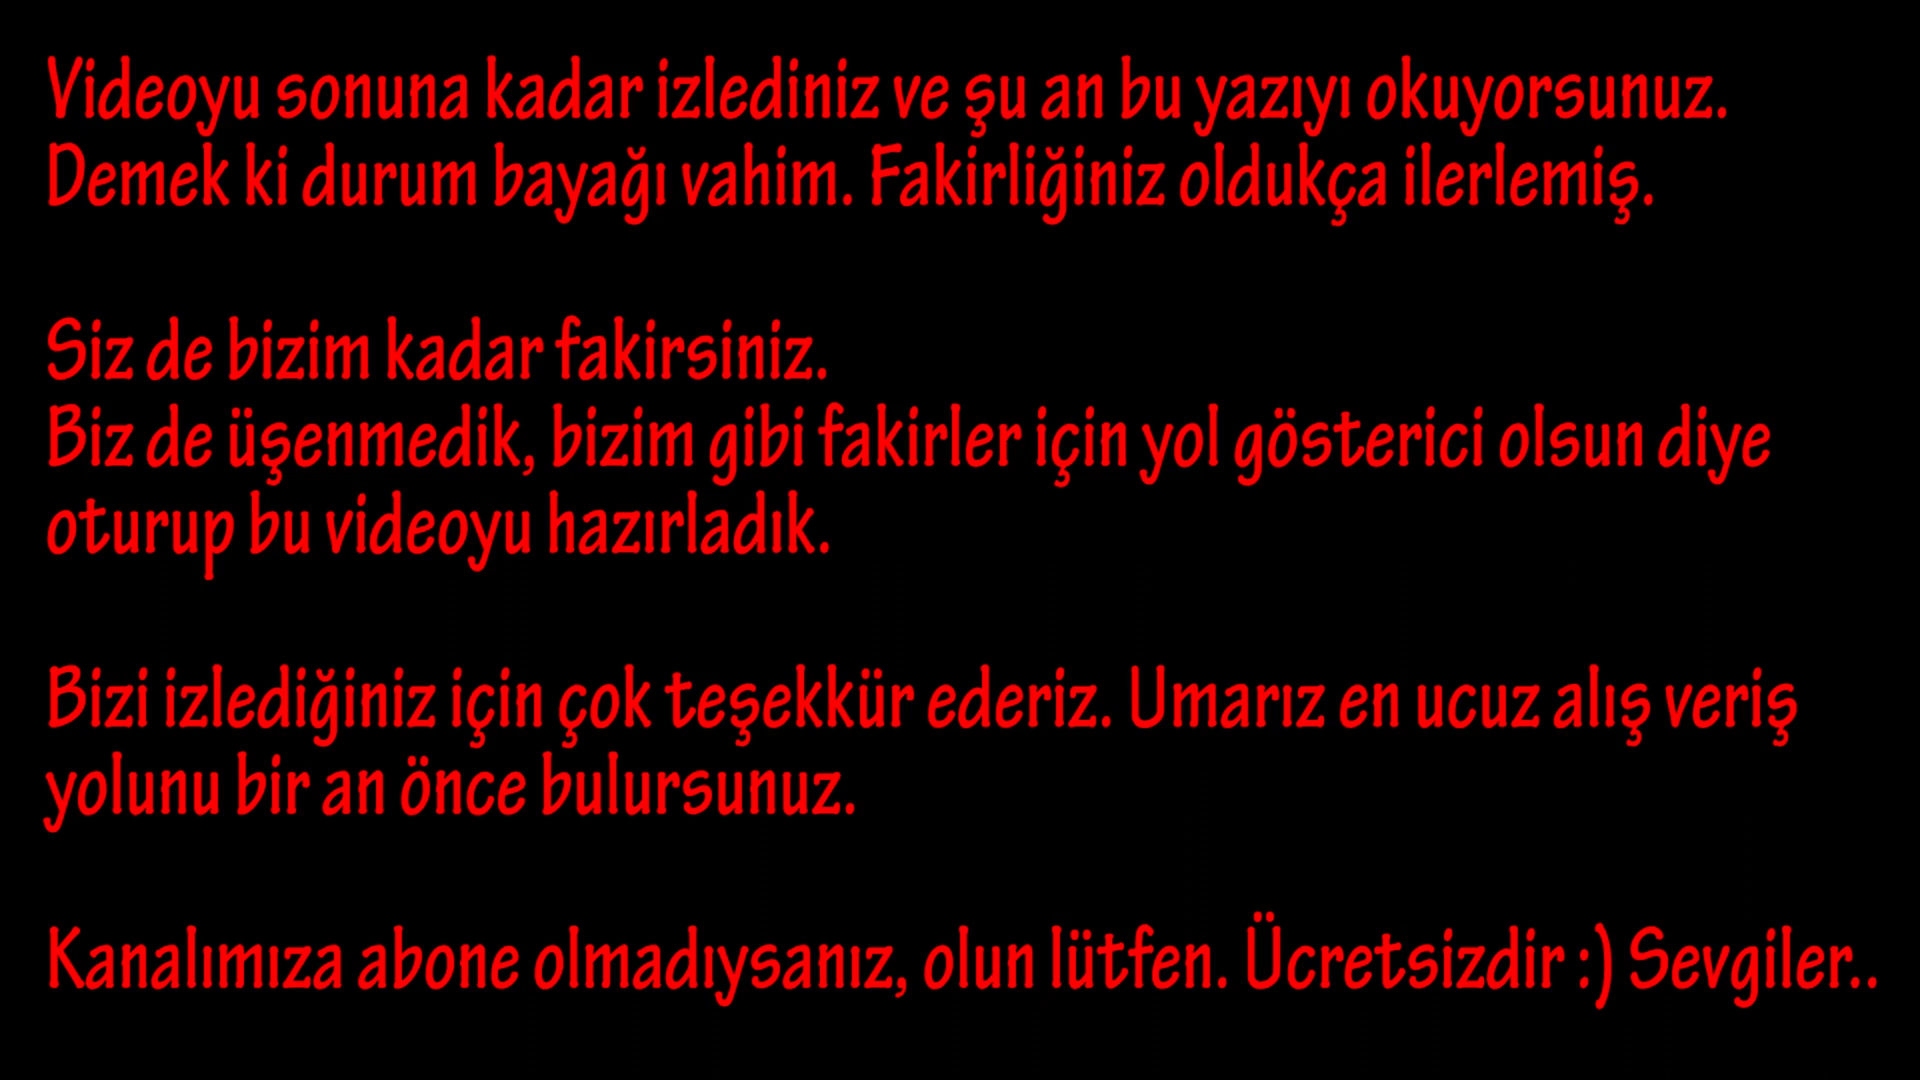 Videoyu sonuna kadar izlediniz ve şu an bu yazıyı okuyorsunuz.
Demek ki durum bayağı vahim. Fakirliğiniz oldukça ilerlemiş.
Siz de bizim kadar fakirsiniz.
Biz de üşenmedik, bizim gibi fakirler için yol gösterici olsun diye
oturup bu videoyu hazırladık.
Bizi izlediğiniz için çok teşekkür ederiz. Umarız en ucuz alış veriş
yolunu bir an önce bulursunuz.
Kanalımıza abone olmadıysanız, olun lütfen. Ücretsizdir :) Sevgiler..